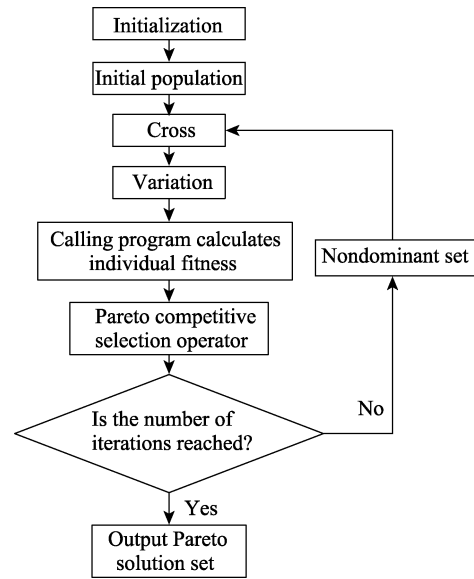 Initialization
Initial population
Cross
Variation
Calling program calculates
individual fitness
Nondominant set
Pareto competitive
selection operator
Is the number of
iterations reached?
No
Yes
Output Pareto
solution set